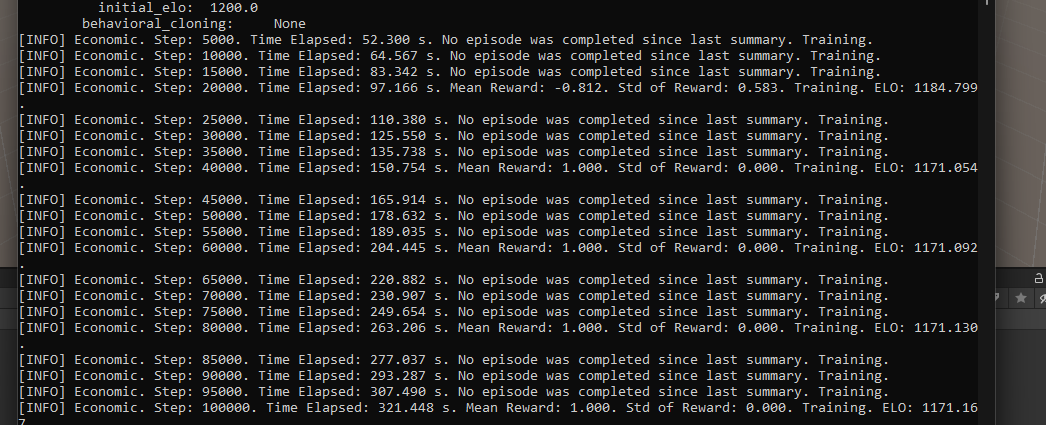 initial_elo: 1200.0
behavioral_cloning: None
[INFO] Economic. Step: 5000. Time Elapsed: 52.300 s. No episode was completed since last summary. Training.
[INFO] Economic. Step: 10000. Time Elapsed: 64.567 s. No episode was completed since last summary. Training.
[INFO] Economic. Step: 15000. Time Elapsed: 83.342 s. No episode was completed since last summary. Training.
[INFO] Economic. Step: 20000. Time Elapsed: 97.166 s. Mean Reward: -0.812. Std of Reward: 0.583. Training. ELO: 1184.799
.
[INFO] Economic. Step: 25000. Time Elapsed: 110.380 s. No episode was completed since last summary. Training.
[INFO] Economic. Step: 30000. Time Elapsed: 125.550 s. No episode was completed since last summary. Training.
[INFO] Economic. Step: 35000. Time Elapsed: 135.738 s. No episode was completed since last summary. Training.
[INFO] Economic. Step: 40000. Time Elapsed: 150.754 s. Mean Reward: 1.000. Std of Reward: 0.000. Training. ELO: 1171.054
.
[INFO] Economic. Step: 45000. Time Elapsed: 165.914 s. No episode was completed since last summary. Training.
[INFO] Economic. Step: 50000. Time Elapsed: 178.632 s. No episode was completed since last summary. Training.
[INFO] Economic. Step: 55000. Time Elapsed: 189.035 s. No episode was completed since last summary. Training.
[INFO] Economic. Step: 60000. Time Elapsed: 204.445 s. Mean Reward: 1.000. Std of Reward: 0.000. Training. ELO: 1171.092
.
[INFO] Economic. Step: 65000. Time Elapsed: 220.882 s. No episode was completed since last summary. Training.
[INFO] Economic. Step: 70000. Time Elapsed: 230.907 s. No episode was completed since last summary. Training.
[INFO] Economic. Step: 75000. Time Elapsed: 249.654 s. No episode was completed since last summary. Training.
[INFO] Economic. Step: 80000. Time Elapsed: 263.206 s. Mean Reward: 1.000. Std of Reward: 0.000. Training. ELO: 1171.130
.
[INFO] Economic. Step: 85000. Time Elapsed: 277.037 s. No episode was completed since last summary. Training.
[INFO] Economic. Step: 90000. Time Elapsed: 293.287 s. No episode was completed since last summary. Training.
[INFO] Economic. Step: 95000. Time Elapsed: 307.490 s. No episode was completed since last summary. Training.
[INFO] Economic. Step: 100000. Time Elapsed: 321.448 s. Mean Reward: 1.000. Std of Reward: 0.000. Training. ELO: 1171.16
7